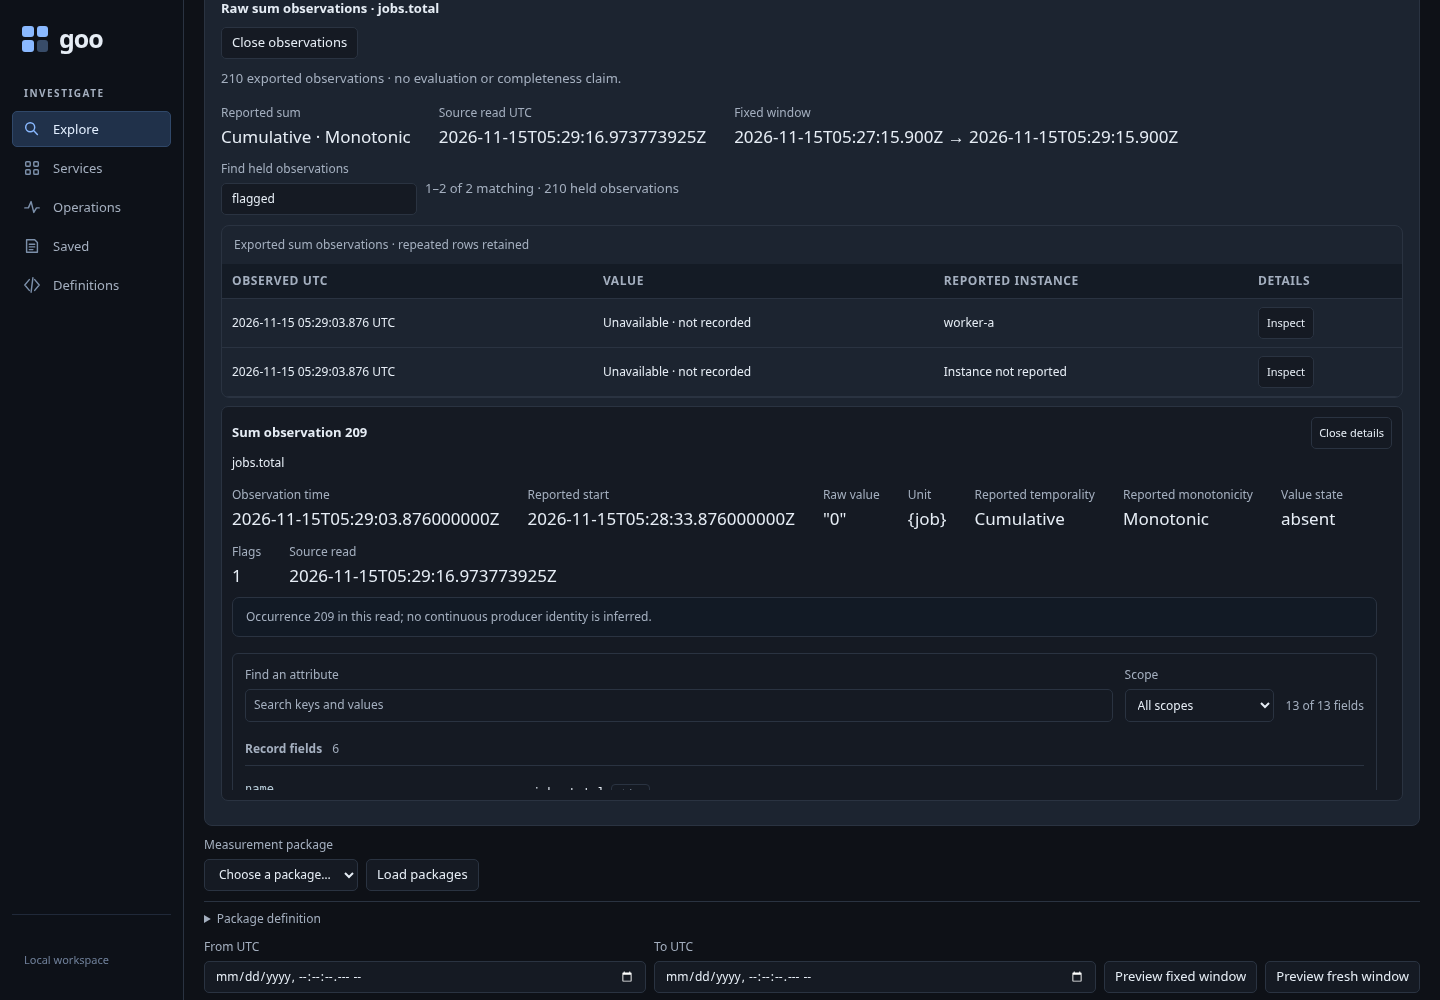 goo
INVESTIGATE
Explore
Services
Operations
Saved
Definitions
Local workspace
Raw sum observations · jobs.total
Close observations
210 exported observations · no evaluation or completeness claim.
Reported sum
Cumulative · Monotonic
Source read UTC
2026-11-15T05:29:16.973773925Z
Fixed window
2026-11-15T05:27:15.900Z → 2026-11-15T05:29:15.900Z
Find held observations
flagged
1–2 of 2 matching · 210 held observations
Exported sum observations · repeated rows retained
OBSERVED UTC VALUE REPORTED INSTANCE DETAILS
2026-11-15 05:29:03.876 UTC Unavailable · not recorded worker-a Inspect
2026-11-15 05:29:03.876 UTC Unavailable · not recorded Instance not reported Inspect
Sum observation 209
Close details
jobs.total
Observation time
2026-11-15T05:29:03.876000000Z
Reported start
2026-11-15T05:28:33.876000000Z
Raw value
"0"
Unit
{job}
Reported temporality
Cumulative
Reported monotonicity
Monotonic
Value state
absent
Flags
1
Source read
2026-11-15T05:29:16.973773925Z
Occurrence 209 in this read; no continuous producer identity is inferred.
Find an attribute
Search keys and values
Scope
All scopes
13 of 13 fields
Record fields 6
name
Measurement package
Choose a package...
Load packages
Package definition
From UTC
mm/dd/yyyy, --:--:--.--- --
To UTC
mm/dd/yyyy, --:--:--.--- --
Preview fixed window
Preview fresh window